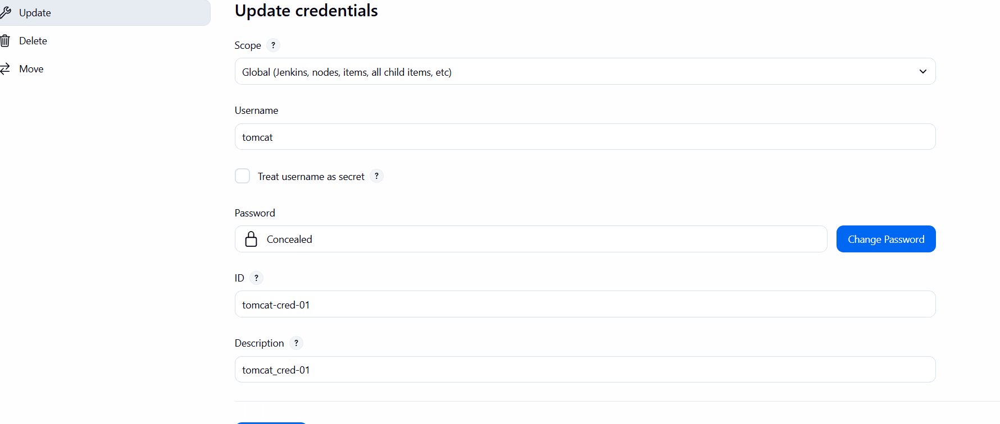 Update
Delete
Move
Update credentials
Scope ?
Global (Jenkins, nodes, items, all child items, etc)
Username
tomcat
Treat username as secret ?
Password
Concealed
Change Password
ID ?
tomcat-cred-01
Description ?
tomcat_cred-01